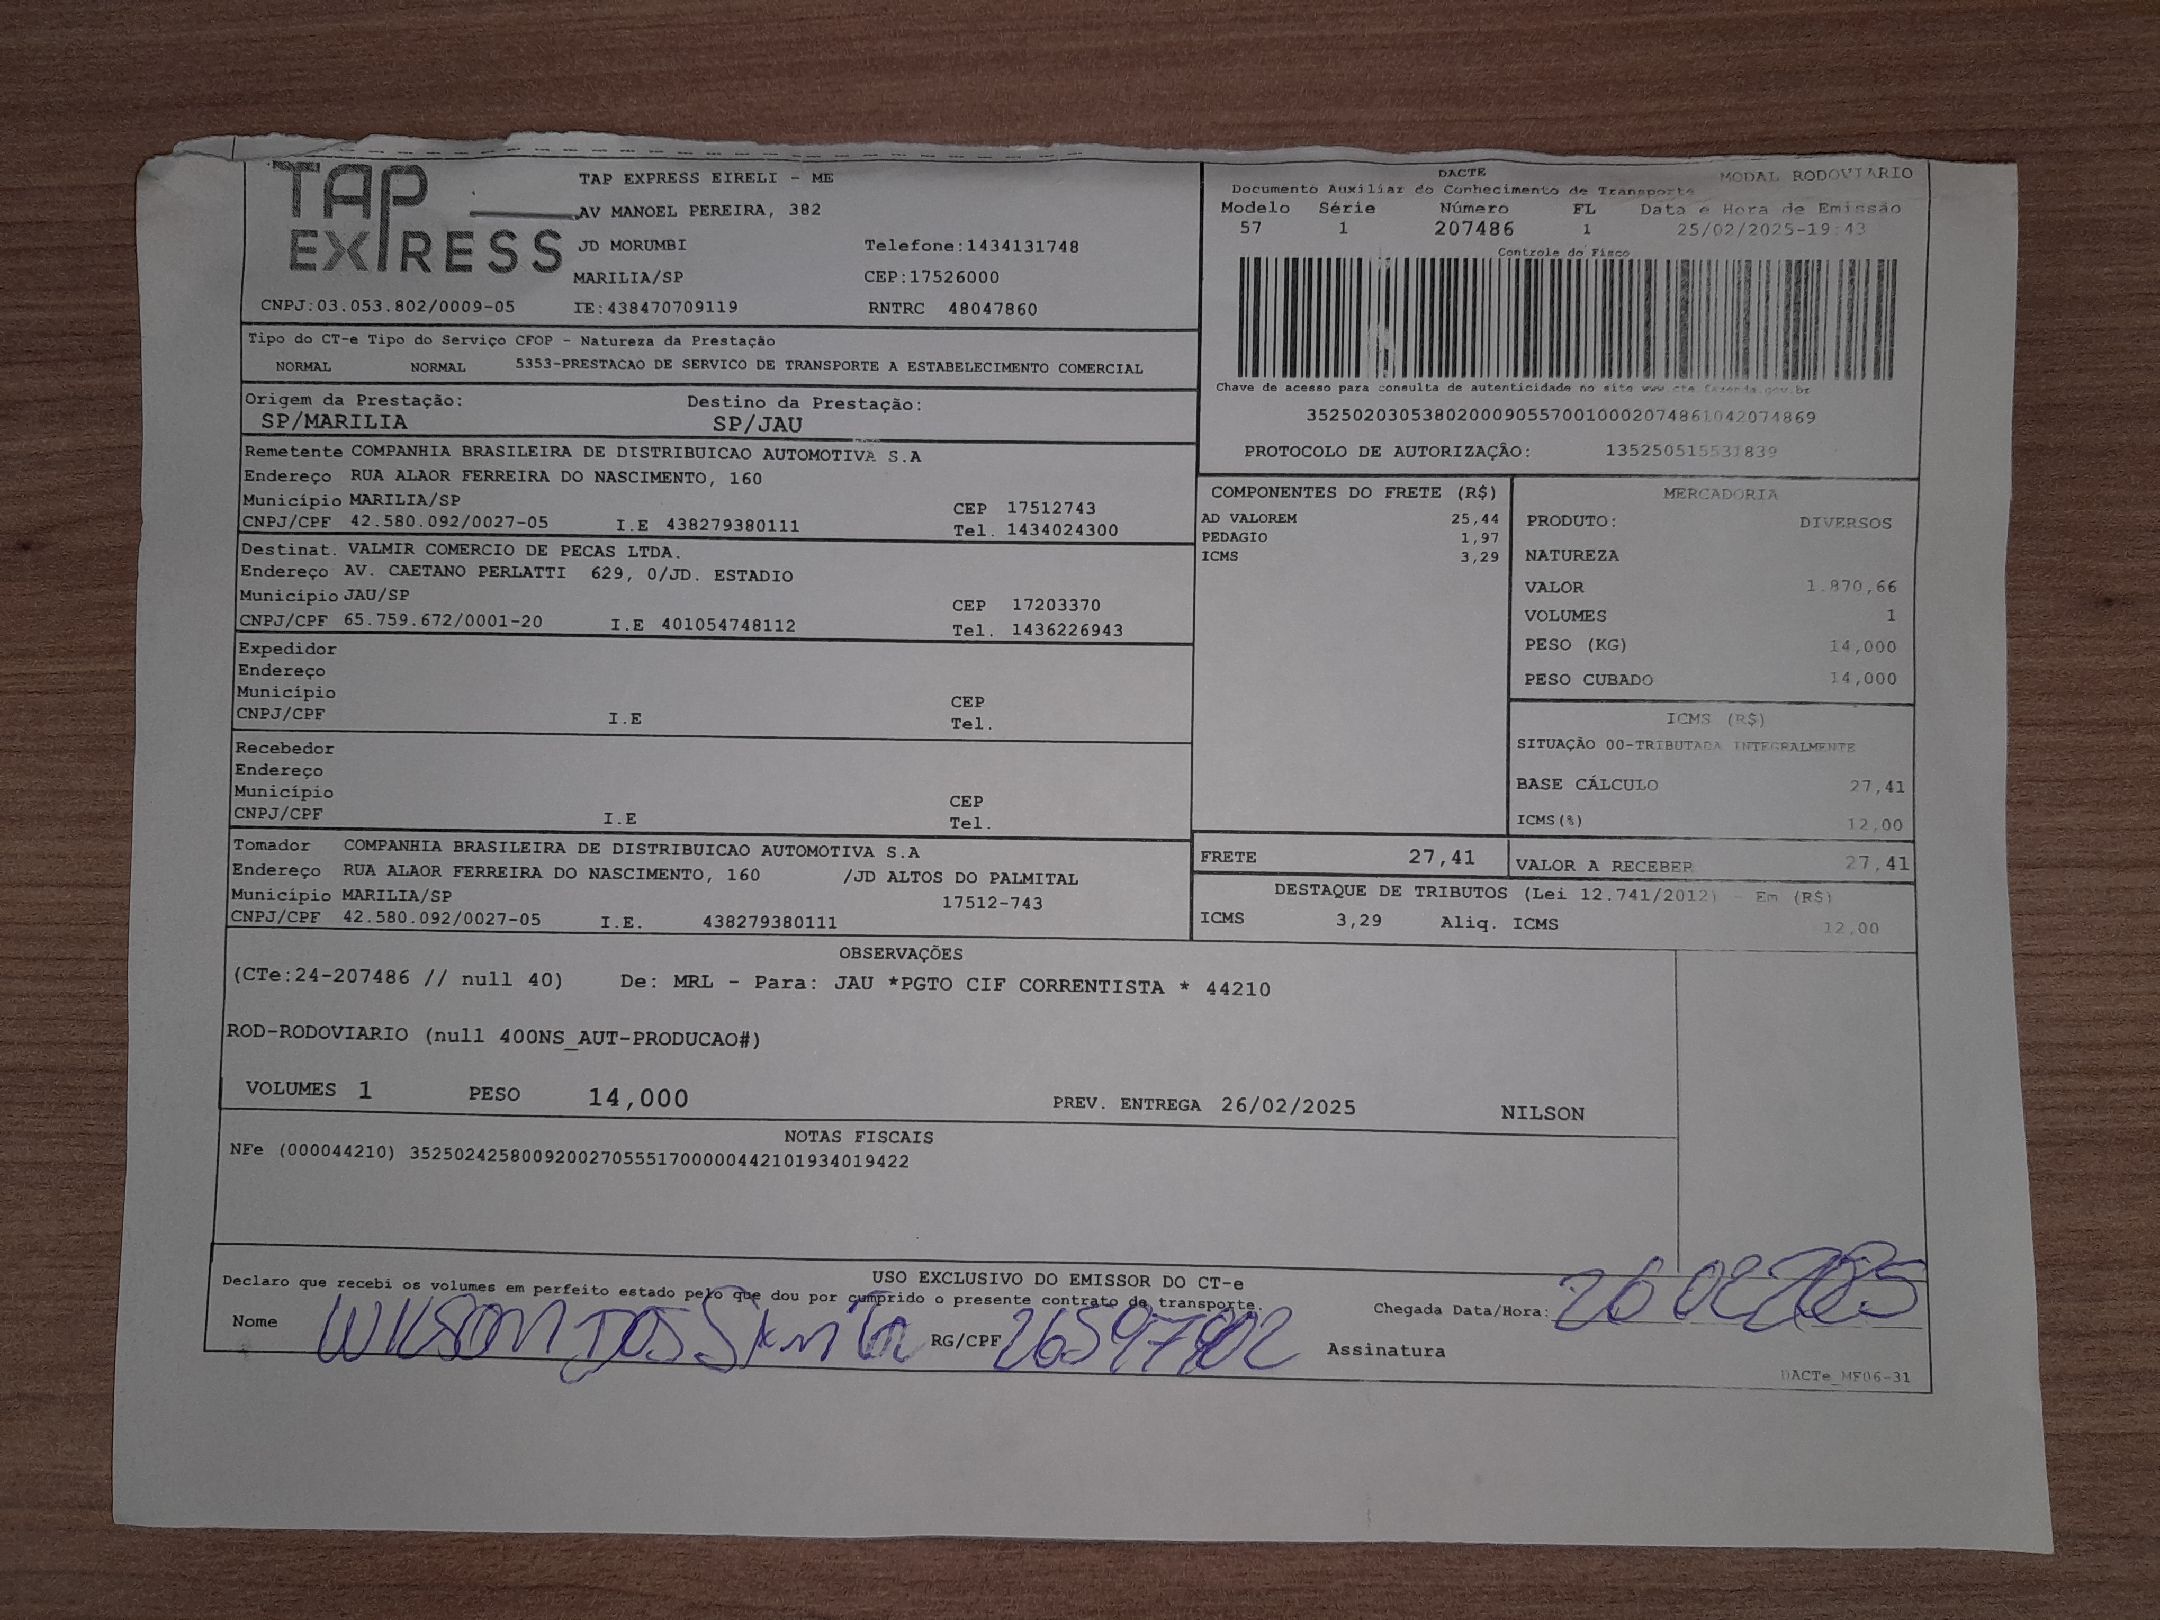 TAP
EXPRESS
TAP EXPRESS EIRELI - ME
AV MANOEL PEREIRA, 382
JD MORUMBI Telefone:1434131748
MARILIA/SP CEP:17526000
CNPJ:03.053.802/0009-05 IE:438470709119 RNTRC 48047860
DACTE MODAL RODOVIARIO
Documento Auxiliar do Conhecimento de Transporte
Modelo Série Número FL Data e Hora de Emissão
57 1 207486 1 25/02/2025-19:43
Controle do Fisco
Chave de acesso para consulta de autenticidade no site www.cte.fazenda.gov.br
35250203053802000905570010002074861042074869
PROTOCOLO DE AUTORIZAÇÃO: 135250515531839
Tipo do CT-e Tipo do Serviço CFOP - Natureza da Prestação
NORMAL NORMAL 5353-PRESTACAO DE SERVICO DE TRANSPORTE A ESTABELECIMENTO COMERCIAL
Origem da Prestação: Destino da Prestação:
SP/MARILIA SP/JAU
Remetente COMPANHIA BRASILEIRA DE DISTRIBUICAO AUTOMOTIVA S.A
Endereço RUA ALAOR FERREIRA DO NASCIMENTO, 160
Município MARILIA/SP CEP 17512743
CNPJ/CPF 42.580.092/0027-05 I.E 438279380111 Tel. 1434024300
Destinat. VALMIR COMERCIO DE PECAS LTDA.
Endereço AV. CAETANO PERLATTI 629, 0/JD. ESTADIO
Município JAU/SP CEP 17203370
CNPJ/CPF 65.759.672/0001-20 I.E 401054748112 Tel. 1436226943
Expedidor
Endereço
Município CEP
CNPJ/CPF I.E Tel.
Recebedor
Endereço
Município CEP
CNPJ/CPF I.E Tel.
Tomador COMPANHIA BRASILEIRA DE DISTRIBUICAO AUTOMOTIVA S.A
Endereço RUA ALAOR FERREIRA DO NASCIMENTO, 160 /JD ALTOS DO PALMITAL
Município MARILIA/SP 17512-743
CNPJ/CPF 42.580.092/0027-05 I.E. 438279380111
COMPONENTES DO FRETE (R$)
AD VALOREM 25,44
PEDAGIO 1,97
ICMS 3,29
MERCADORIA
PRODUTO: DIVERSOS
NATUREZA
VALOR 1.870,66
VOLUMES 1
PESO (KG) 14,000
PESO CUBADO 14,000
ICMS (R$)
SITUAÇÃO 00-TRIBUTADA INTEGRALMENTE
BASE CÁLCULO 27,41
ICMS(%) 12,00
FRETE 27,41 VALOR A RECEBER 27,41
DESTAQUE DE TRIBUTOS (Lei 12.741/2012) - Em (R$)
ICMS 3,29 Aliq. ICMS 12,00
OBSERVAÇÕES
(CTe:24-207486 // null 40) De: MRL - Para: JAU *PGTO CIF CORRENTISTA * 44210
ROD-RODOVIARIO (null 400NS_AUT-PRODUCAO#)
VOLUMES 1 PESO 14,000 PREV. ENTREGA 26/02/2025 NILSON
NOTAS FISCAIS
NFe (000044210) 35250242580092002705551700000442101934019422
USO EXCLUSIVO DO EMISSOR DO CT-e
Declaro que recebi os volumes em perfeito estado pelo que dou por cumprido o presente contrato de transporte.
Chegada Data/Hora: 26 02 2025
Nome WILSON DOS RG/CPF Assinatura
DACTe_MF06-31